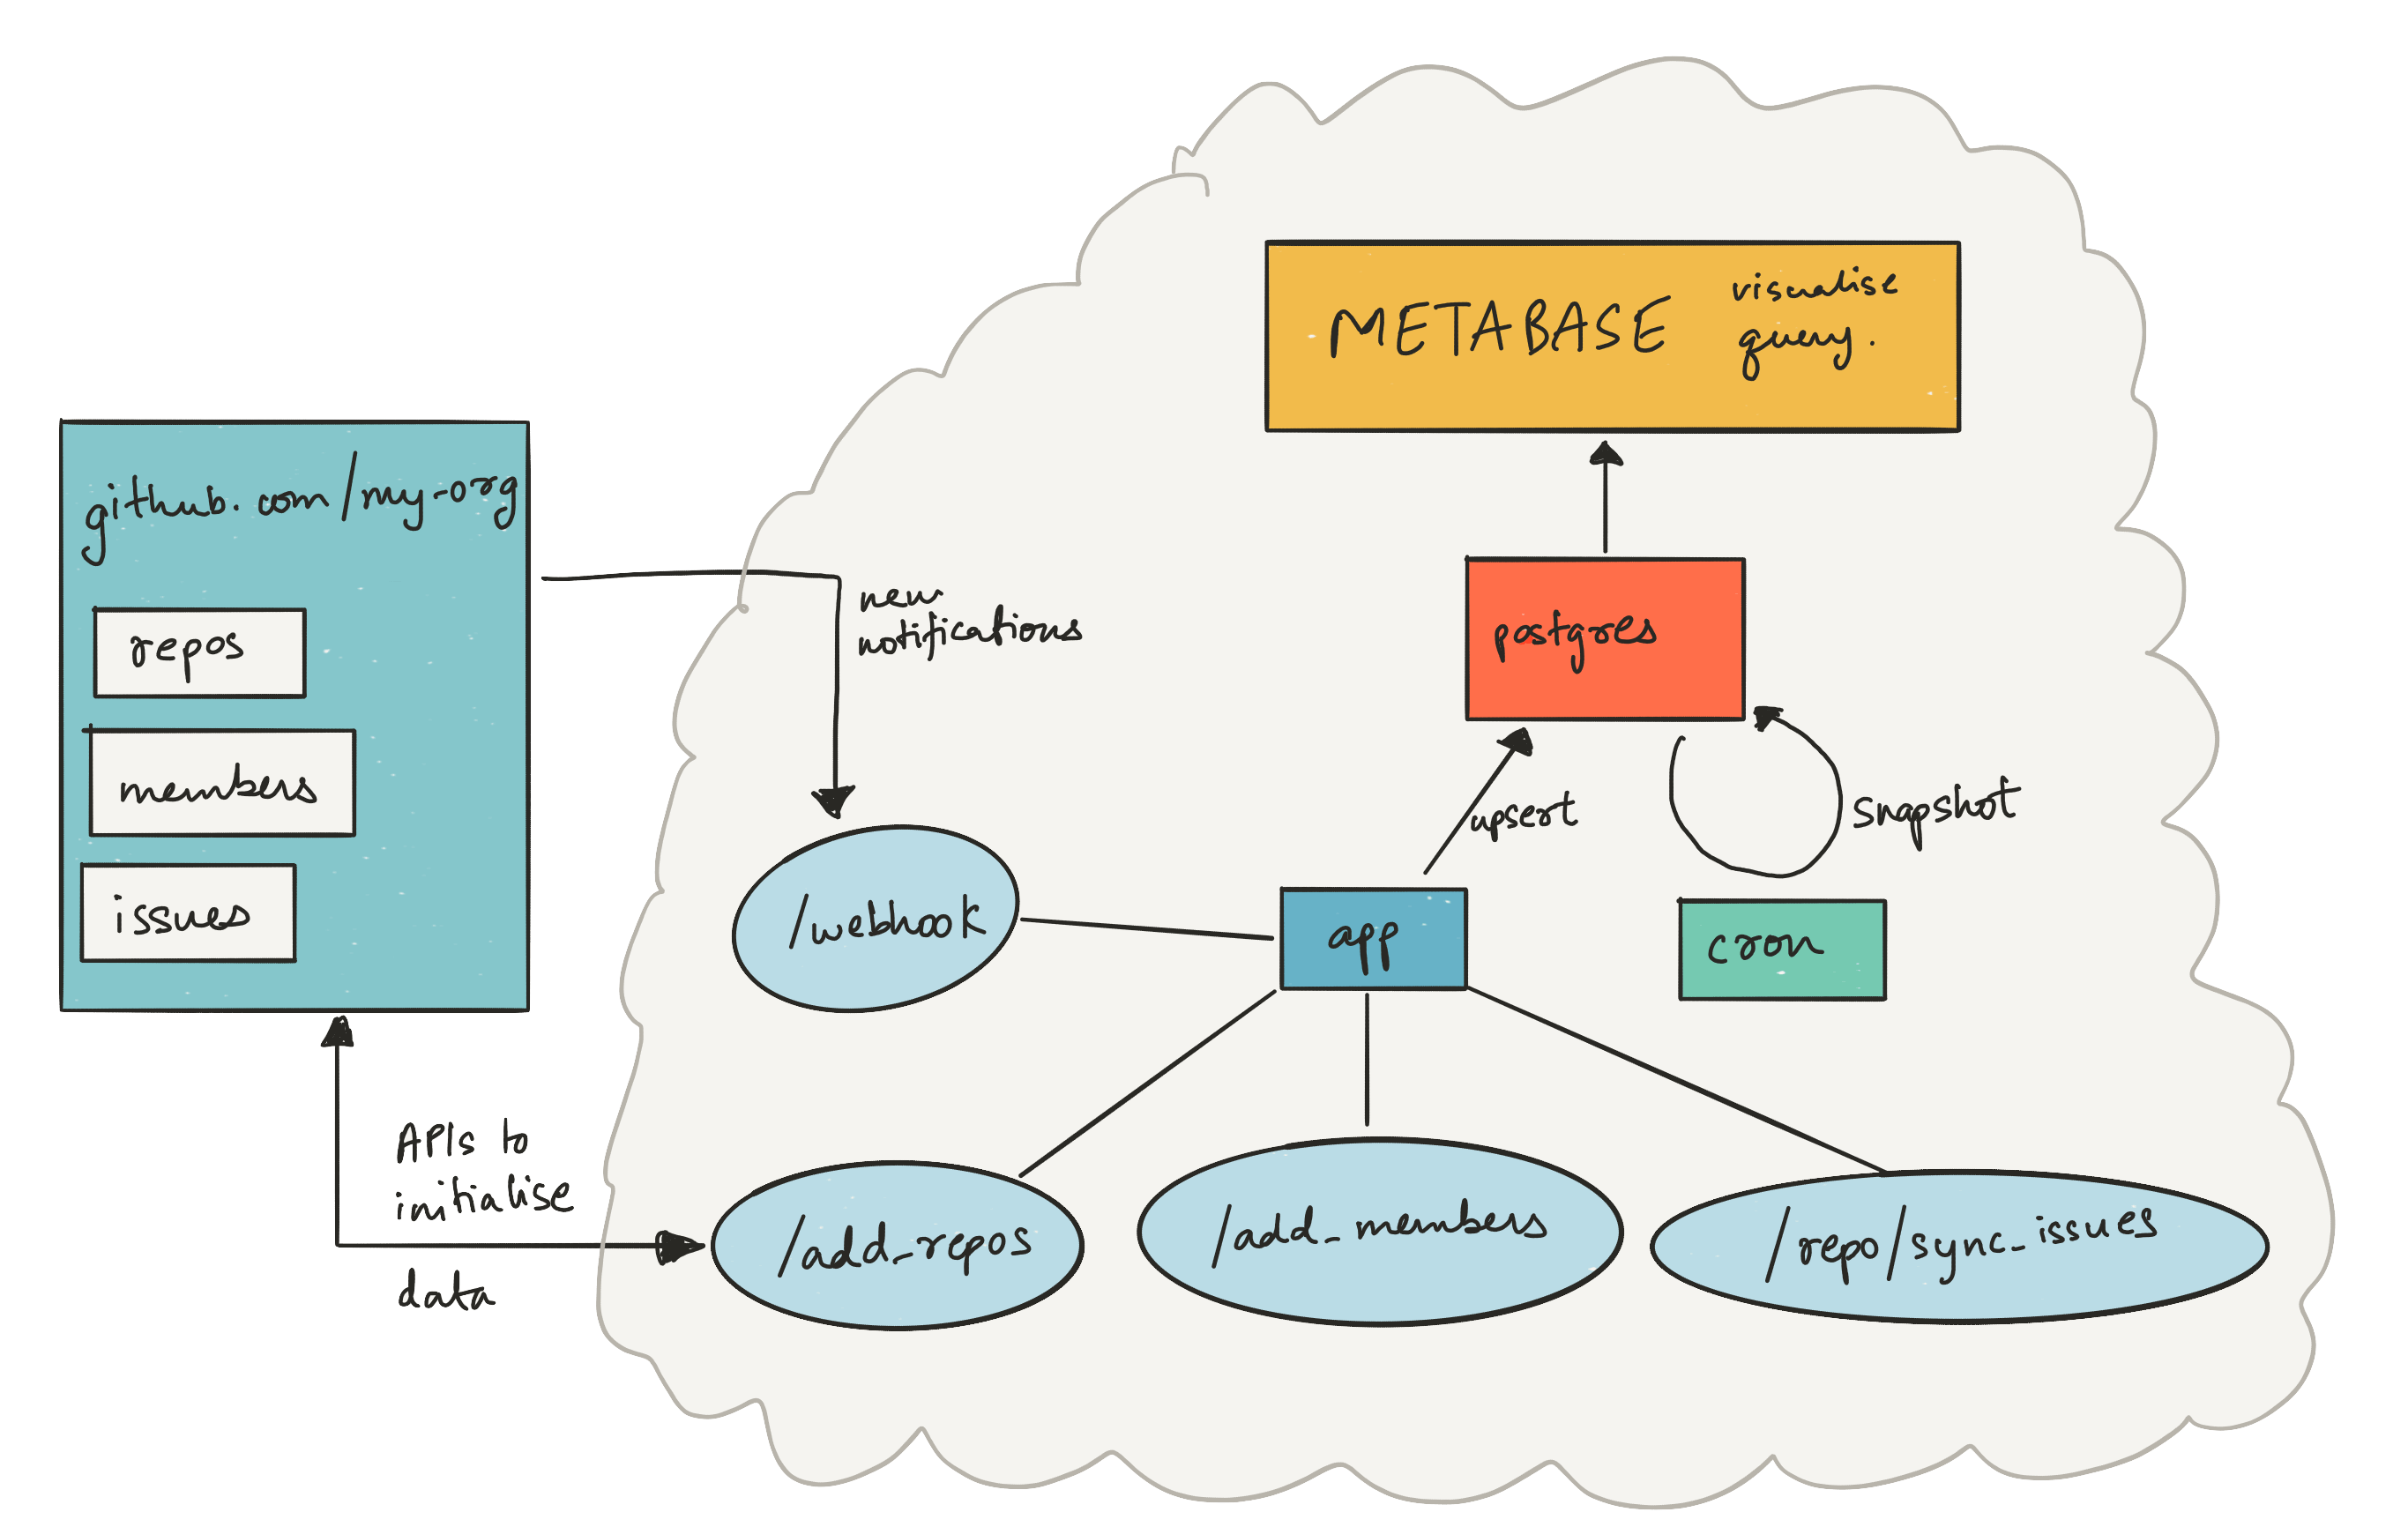 METABASE
visualise
query.
github.com/my-org
repos
members
issues
new
notifications
postgres
upsert
snapshot
/webhook
app
cron
APIs to
initialise
data
/add_repos
/add_members
/repo/sync_issues